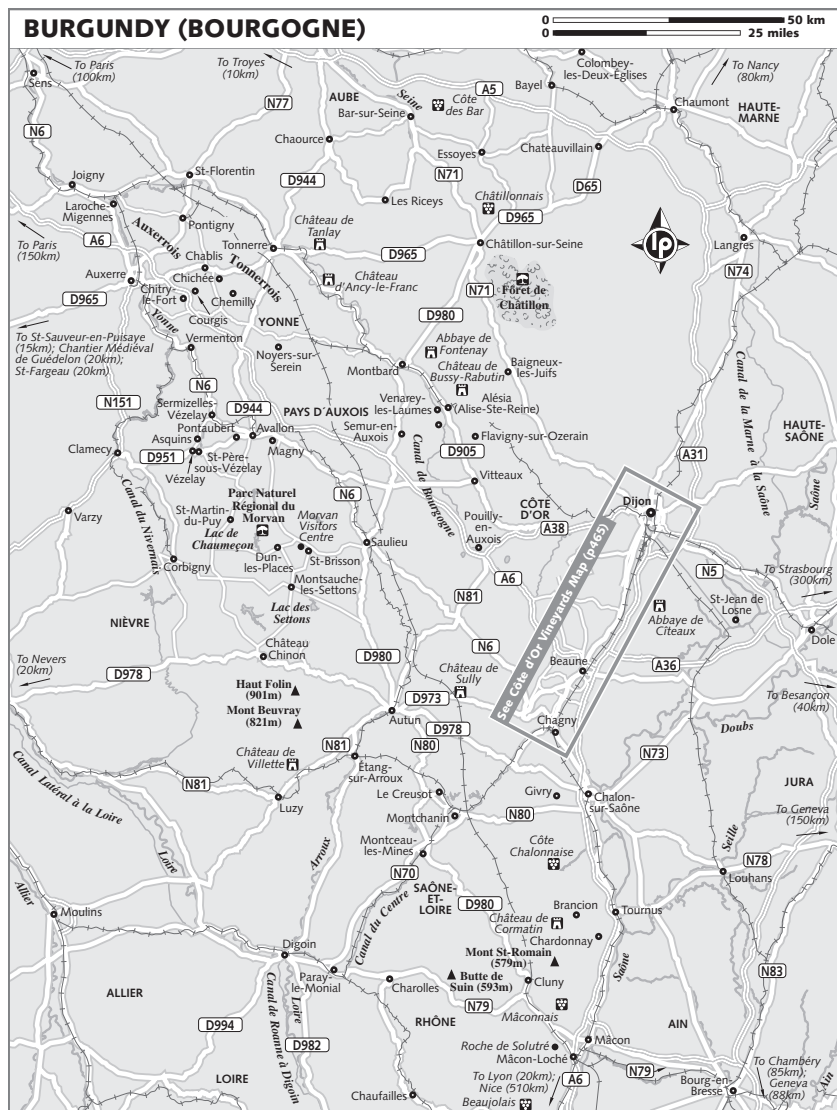 BURGUNDY (BOURGOGNE)
0 50 km
0 25 miles
To Paris
(100km)
To Troyes
(10km)
Colombey-
les-Deux-Églises
To Nancy
(80km)
Sens
N77
AUBE
Seine
Côte
des Bar
A5
Bayel
Chaumont
HAUTE-
MARNE
N6
Bar-sur-Seine
Chaource
Essoyes
Chateauvillain
Joigny
St-Florentin
D944
N71
D65
Les Riceys
Châtillonnais
Laroche-
Migennes
Pontigny
Château de
Tanlay
D965
lp
To Paris
(150km)
A6
Auxerrois
Tonnerre
D965
Châtillon-sur-Seine
Langres
Chablis
Tonnerrois
Auxerre
Chichée
Château
d'Ancy-le-Franc
N71
N74
Chitry-
le-Fort
Chemilly
Fôret de
Châtillon
D965
Courgis
D980
Yonne
YONNE
To St-Sauveur-en-Puisaye
(15km); Chantier Médiéval
de Guédelon (20km);
St-Fargeau (20km)
Vermenton
Noyers-sur-
Serein
Abbaye de
Fontenay
Montbard
Château de
Bussy-Rabutin
Baigneux-
les-Juifs
Canal de la Marne à la Saône
N6
N151
Sermizelles-
Vézelay
D944
PAYS D'AUXOIS
Venarey-
les-Laumes
Alésia
(Alise-Ste-Reine)
HAUTE-
SAÔNE
Pontaubert
Avallon
Asquins
Semur-en-
Auxois
Flavigny-sur-Ozerain
Clamecy
D951
Magny
D905
A31
St-Père-
sous-Vézelay
Vézelay
Canal de Bourgogne
Saône
Parc Naturel
Régional du
Morvan
N6
Vitteaux
Varzy
St-Martin-
du-Puy
Morvan
Visitors
Centre
CÔTE
D'OR
Dijon
Canal du Nivernais
Lac de
Chaumeçon
Pouilly-
en-
Auxois
A38
Saulieu
Corbigny
Dun-
les-Places
St-Brisson
A6
N5
To Strasbourg
(300km)
Montsauche-
les-Settons
N81
See Côte d'Or Vineyards Map (p465)
St-Jean de
Losne
Lac des
Settons
Abbaye
de Cîteaux
NIÈVRE
N6
Dole
Château
Chinon
D980
Château de
Sully
Beaune
A36
To Nevers
(20km)
D978
Haut Folin
(901m)
D973
To Besançon
(40km)
Mont Beuvray
(821m)
Autun
D978
Chagny
Doubs
N81
N80
N73
Château de
Villette
Étang-
sur-Arroux
JURA
Canal Latéral à la Loire
N81
Luzy
Le Creusot
Givry
Chalon-
sur-Saône
To Geneva
(150km)
Montchanin
N80
Arroux
Côte
Chalonnaise
Seille
Loire
Montceau-
les-Mines
N78
N70
Louhans
Allier
SAÔNE-
ET-
LOIRE
D980
Brancion
Moulins
Canal du Centre
Château de
Cormatin
Tournus
Chardonnay
Digoin
Mont St-Romain
(579m)
Saône
N83
Paray-
le-Monial
Charolles
Butte de
Suin (593m)
Cluny
ALLIER
Canal de Roanne à Digoin
Loire
N79
Mâconnais
RHÔNE
AIN
D994
D982
Roche de Solutré
Mâcon
Mâcon-Loché
LOIRE
To Lyon (20km);
Nice (510km)
A6
N79
To Chambéry
(85km);
Geneva
(88km)
Bourg-en-
Bresse
Ain
Chaufailles
Beaujolais